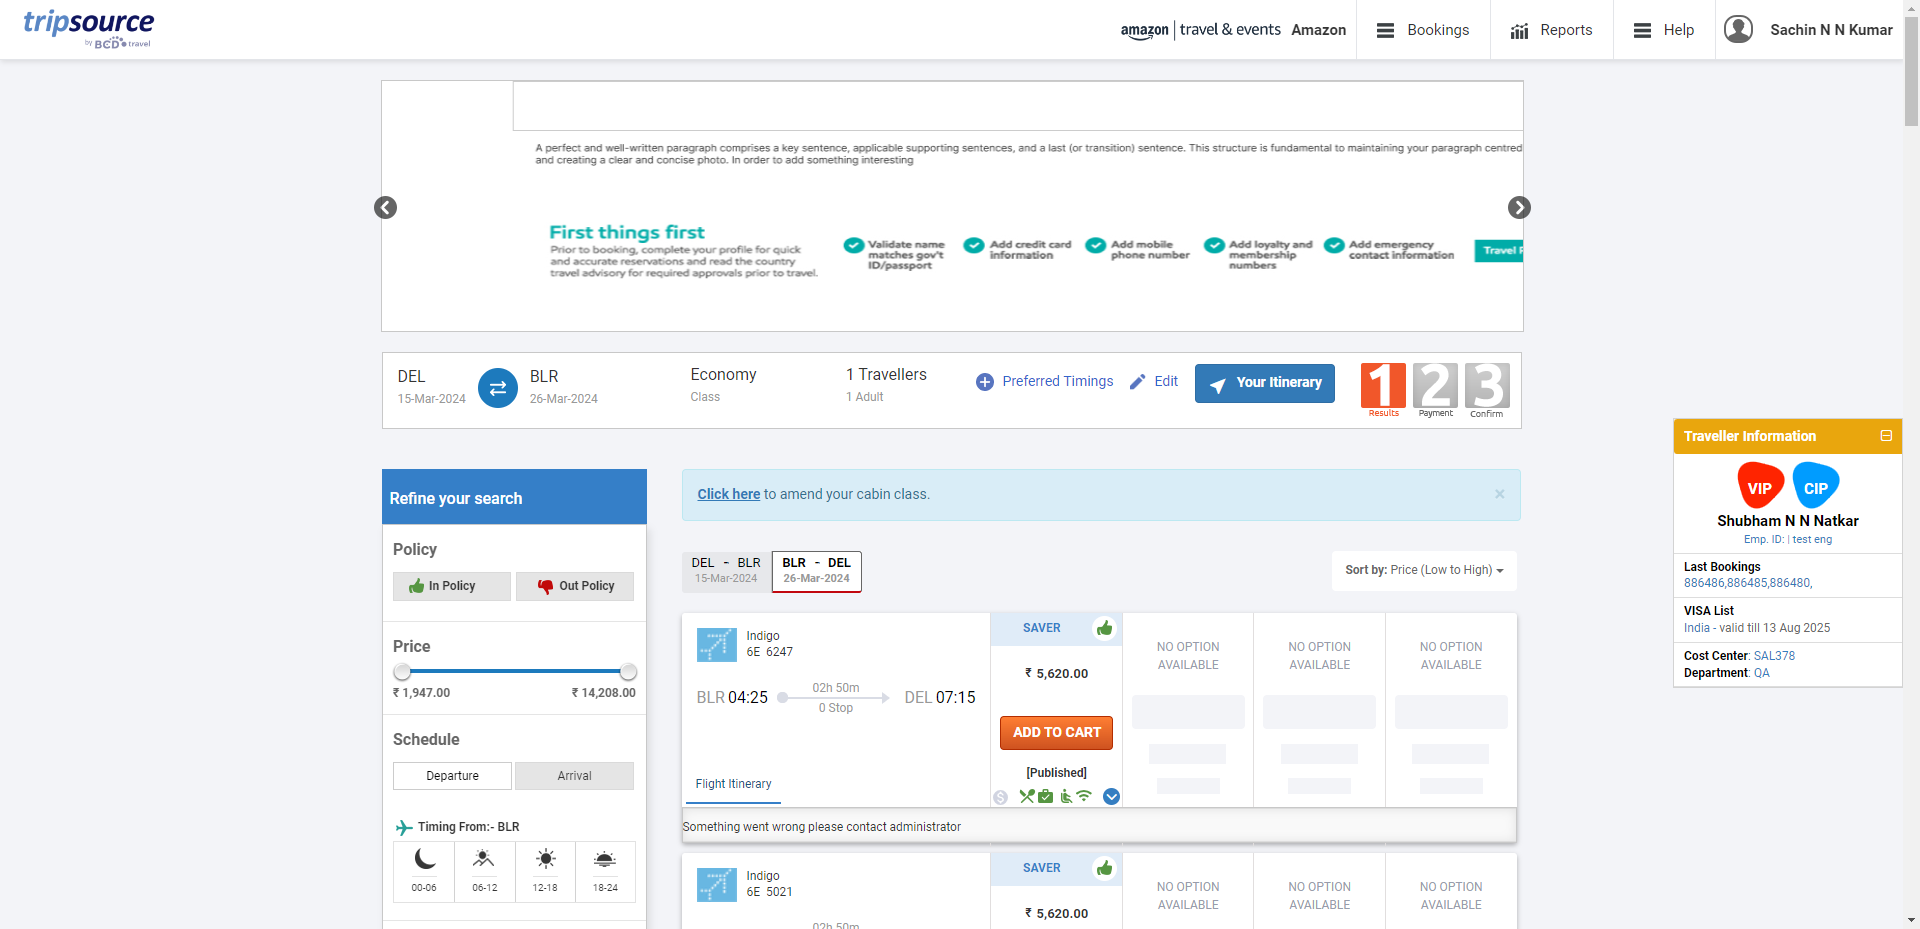 tripsource
by BCD travel
amazon travel & events Amazon
Bookings
Reports
Help
Sachin N N Kumar
A perfect and well-written paragraph comprises a key sentence, applicable supporting sentences, and a last (or transition) sentence. This structure is fundamental to maintaining your paragraph centred
and creating a clear and concise photo. In order to add something interesting
First things first
Prior to booking, complete your profile for quick
and accurate reservations and read the country
travel advisory for required approvals prior to travel.
Validate name
matches gov't
ID/passport
Add credit card
information
Add mobile
phone number
Add loyalty and
membership
numbers
Add emergency
contact information
Travel
DEL
15-Mar-2024
BLR
26-Mar-2024
Economy
Class
1 Travellers
1 Adult
Preferred Timings
Edit
Your Itinerary
1 2 3
Results Payment Confirm
Traveller Information
VIP CIP
Shubham N N Natkar
Emp. ID: | test eng
Last Bookings
886486,886485,886480,
VISA List
India - valid till 13 Aug 2025
Cost Center: SAL378
Department: QA
Refine your search
Policy
In Policy
Out Policy
Price
₹ 1,947.00
₹ 14,208.00
Schedule
Departure
Arrival
Timing From:- BLR
00-06
06-12
12-18
18-24
Click here to amend your cabin class.
×
DEL - BLR
15-Mar-2024
BLR - DEL
26-Mar-2024
Sort by: Price (Low to High)
Indigo
6E 6247
BLR 04:25
02h 50m
0 Stop
DEL 07:15
Flight Itinerary
SAVER
₹ 5,620.00
ADD TO CART
[Published]
NO OPTION
AVAILABLE
NO OPTION
AVAILABLE
NO OPTION
AVAILABLE
Something went wrong please contact administrator
Indigo
6E 5021
02h 50m
SAVER
₹ 5,620.00
NO OPTION
AVAILABLE
NO OPTION
AVAILABLE
NO OPTION
AVAILABLE